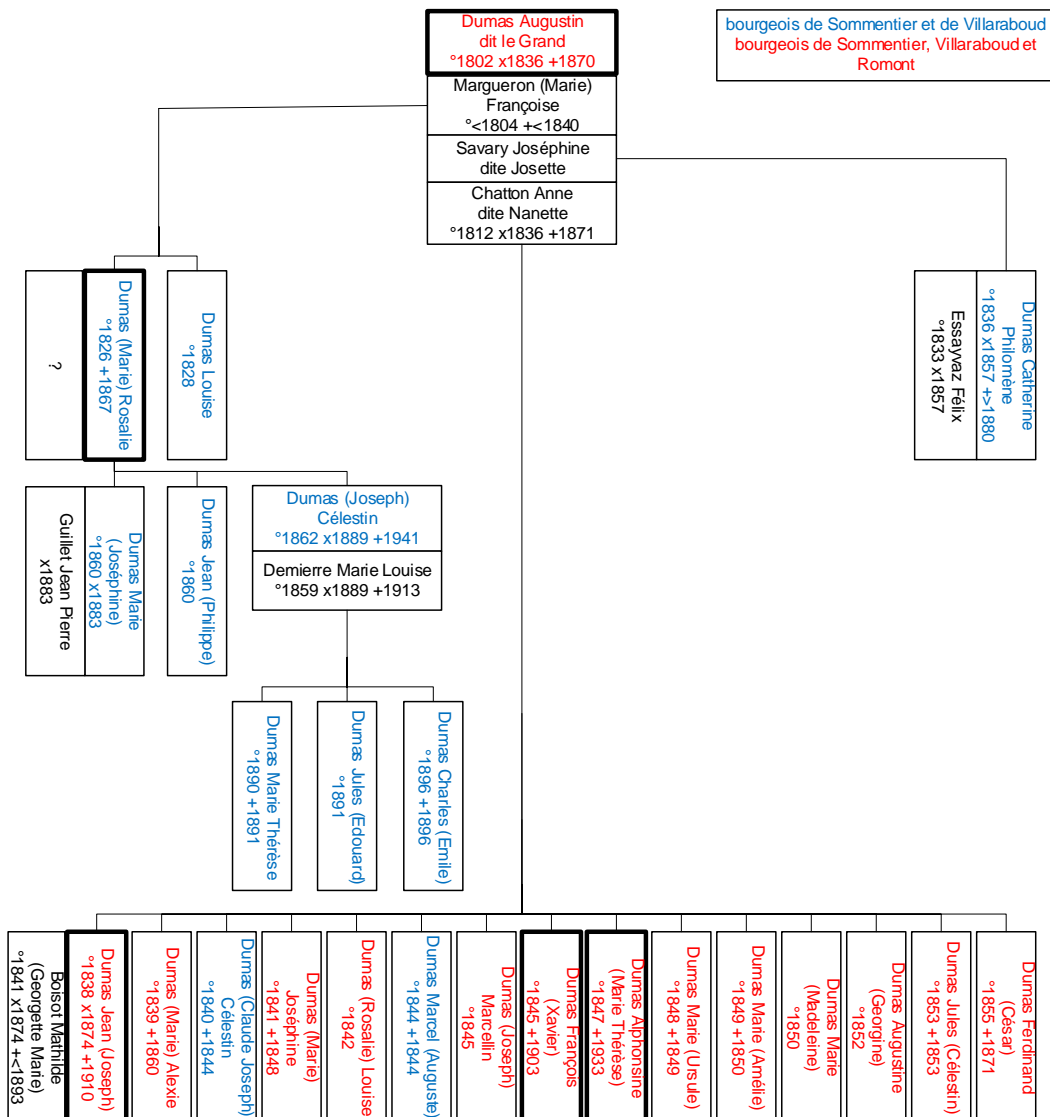 Dumas Augustin
dit le Grand
°1802 x1836 +1870
bourgeois de Sommentier et de Villaraboud
bourgeois de Sommentier, Villaraboud et
Romont
Margueron (Marie)
Françoise
°<1804 +<1840
Savary Joséphine
dite Josette
Chatton Anne
dite Nanette
°1812 x1836 +1871
?
Dumas (Marie) Rosalie
°1826 +1867
Dumas Louise
°1828
Dumas Catherine
Philomène
°1836 x1857 +>1880
Essayvaz Félix
°1833 x1857
Dumas Marie
(Joséphine)
°1860 x1883
Guillet Jean Pierre
x1883
Dumas Jean (Philippe)
°1860
Dumas (Joseph)
Célestin
°1862 x1889 +1941
Demierre Marie Louise
°1859 x1889 +1913
Dumas Marie Thérèse
°1890 +1891
Dumas Jules (Edouard)
°1891
Dumas Charles (Emile)
°1896 +1896
Boisot Mathilde
(Georgette Marie)
°1841 x1874 +<1893
Dumas Jean (Joseph)
°1838 x1874 +1910
Dumas (Marie) Alexie
°1839 +1860
Dumas (Claude Joseph)
Célestin
°1840 +1844
Dumas (Marie)
Joséphine
°1841 +1848
Dumas (Rosalie) Louise
°1842
Dumas Marcel (Auguste)
°1844 +1844
Dumas (Joseph)
Marcellin
°1845
Dumas François
(Xavier)
°1845 +1903
Dumas Alphonsine
(Marie Thérèse)
°1847 +1933
Dumas Marie (Ursule)
°1848 +1849
Dumas Marie (Amélie)
°1849 +1850
Dumas Marie
(Madeleine)
°1850
Dumas Augustine
(Georgine)
°1852
Dumas Jules (Célestin)
°1853 +1853
Dumas Ferdinand
(César)
°1855 +1871